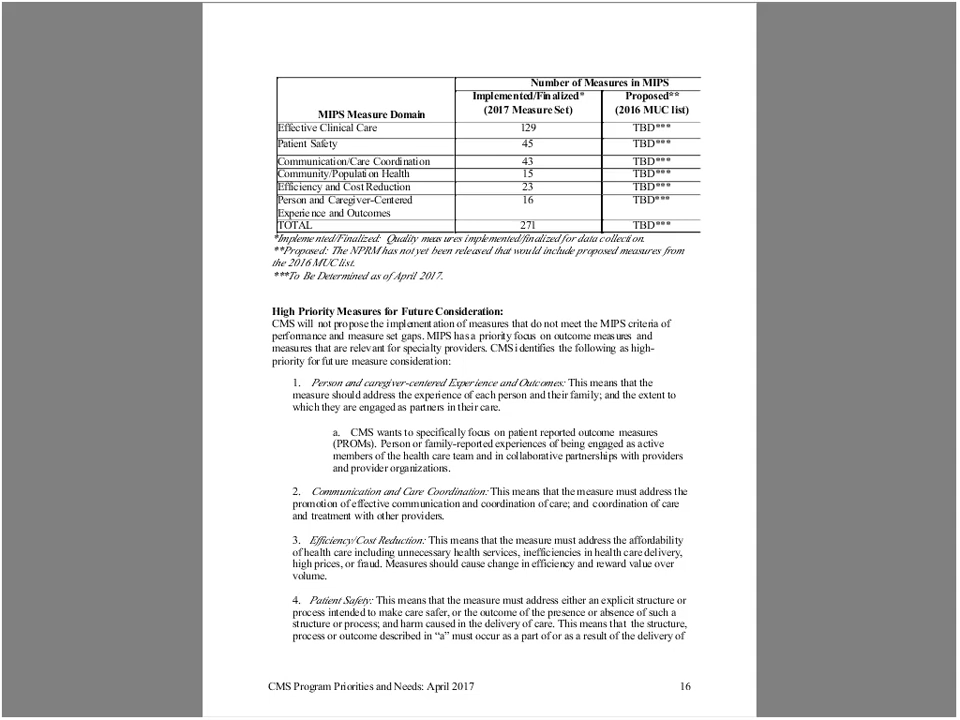 Number of Measures in MIPS
MIPS Measure Domain
Implemented/Finalized* (2017 Measure Set)
Proposed** (2016 MUC list)
Effective Clinical Care 129 TBD***
Patient Safety 45 TBD***
Communication/Care Coordination 43 TBD***
Community/Population Health 15 TBD***
Efficiency and Cost Reduction 23 TBD***
Person and Caregiver-Centered 16 TBD***
Experience and Outcomes
TOTAL 271 TBD***
*Implemented/Finalized: Quality measures implemented/finalized for data collection.
**Proposed: The NPRM has not yet been released that would include proposed measures from
the 2016 MUC list.
***To Be Determined as of April 2017.
High Priority Measures for Future Consideration:
CMS will not propose the implementation of measures that do not meet the MIPS criteria of
performance and measure set gaps. MIPS has a priority focus on outcome measures and
measures that are relevant for specialty providers. CMS identifies the following as high-
priority for future measure consideration:
1. Person and caregiver-centered Experience and Outcomes: This means that the
measure should address the experience of each person and their family; and the extent to
which they are engaged as partners in their care.
a. CMS wants to specifically focus on patient reported outcome measures
(PROMs). Person or family-reported experiences of being engaged as active
members of the health care team and in collaborative partnerships with providers
and provider organizations.
2. Communication and Care Coordination: This means that the measure must address the
promotion of effective communication and coordination of care; and coordination of care
and treatment with other providers.
3. Efficiency/Cost Reduction: This means that the measure must address the affordability
of health care including unnecessary health services, inefficiencies in health care delivery,
high prices, or fraud. Measures should cause change in efficiency and reward value over
volume.
4. Patient Safety: This means that the measure must address either an explicit structure or
process intended to make care safer, or the outcome of the presence or absence of such a
structure or process; and harm caused in the delivery of care. This means that the structure,
process or outcome described in “a” must occur as a part of or as a result of the delivery of
CMS Program Priorities and Needs: April 2017 16